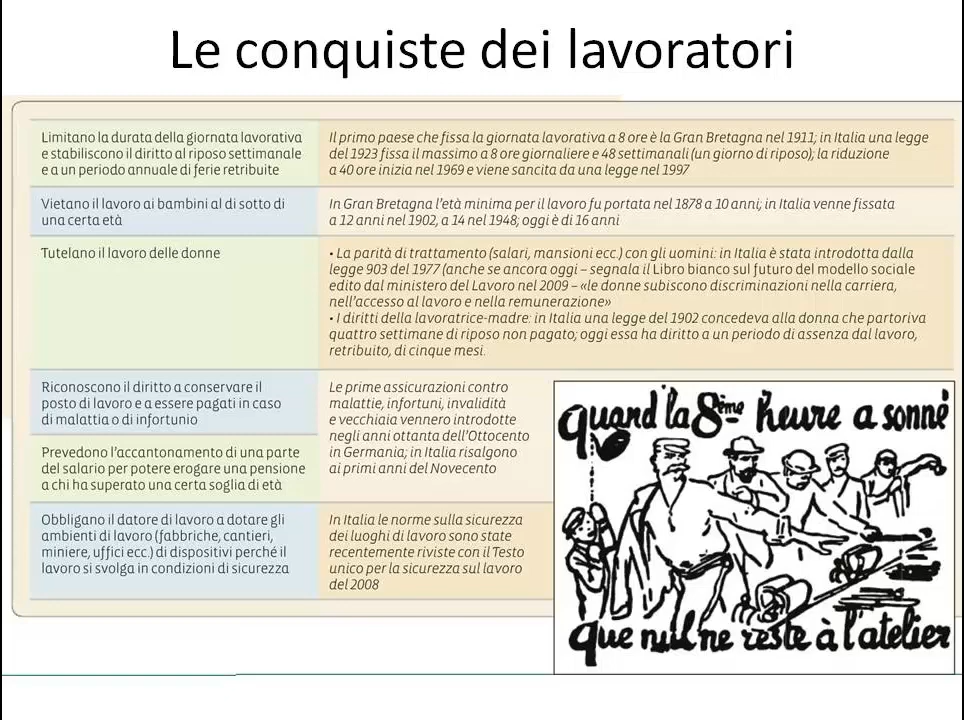 Le conquiste dei lavoratori
Limitano la durata della giornata lavorativa
e stabiliscono il diritto al riposo settimanale
e a un periodo annuale di ferie retribuite
Il primo paese che fissa la giornata lavorativa a 8 ore è la Gran Bretagna nel 1911; in Italia una legge
del 1923 fissa il massimo a 8 ore giornaliere e 48 settimanali (un giorno di riposo); la riduzione
a 40 ore inizia nel 1969 e viene sancita da una legge nel 1997
Vietano il lavoro ai bambini al di sotto di
una certa età
In Gran Bretagna l'età minima per il lavoro fu portata nel 1878 a 10 anni; in Italia venne fissata
a 12 anni nel 1902, a 14 nel 1948; oggi è di 16 anni
Tutelano il lavoro delle donne
• La parità di trattamento (salari, mansioni ecc.) con gli uomini: in Italia è stata introdotta dalla
legge 903 del 1977 (anche se ancora oggi – segnala il Libro bianco sul futuro del modello sociale
edito dal ministero del Lavoro nel 2009 – «le donne subiscono discriminazioni nella carriera,
nell'accesso al lavoro e nella remunerazione»
• I diritti della lavoratrice-madre: in Italia una legge del 1902 concedeva alla donna che partoriva
quattro settimane di riposo non pagato; oggi essa ha diritto a un periodo di assenza dal lavoro,
retribuito, di cinque mesi.
Riconoscono il diritto a conservare il
posto di lavoro e a essere pagati in caso
di malattia o di infortunio
Prevedono l'accantonamento di una parte
del salario per potere erogare una pensione
a chi ha superato una certa soglia di età
Le prime assicurazioni contro
malattie, infortuni, invalidità
e vecchiaia vennero introdotte
negli anni ottanta dell'Ottocento
in Germania; in Italia risalgono
ai primi anni del Novecento
Obbligano il datore di lavoro a dotare gli
ambienti di lavoro (fabbriche, cantieri,
miniere, uffici ecc.) di dispositivi perché il
lavoro si svolga in condizioni di sicurezza
In Italia le norme sulla sicurezza
dei luoghi di lavoro sono state
recentemente riviste con il Testo
unico per la sicurezza sul lavoro
del 2008
quand la 8ème heure a sonné
que nul ne reste à l'atelier